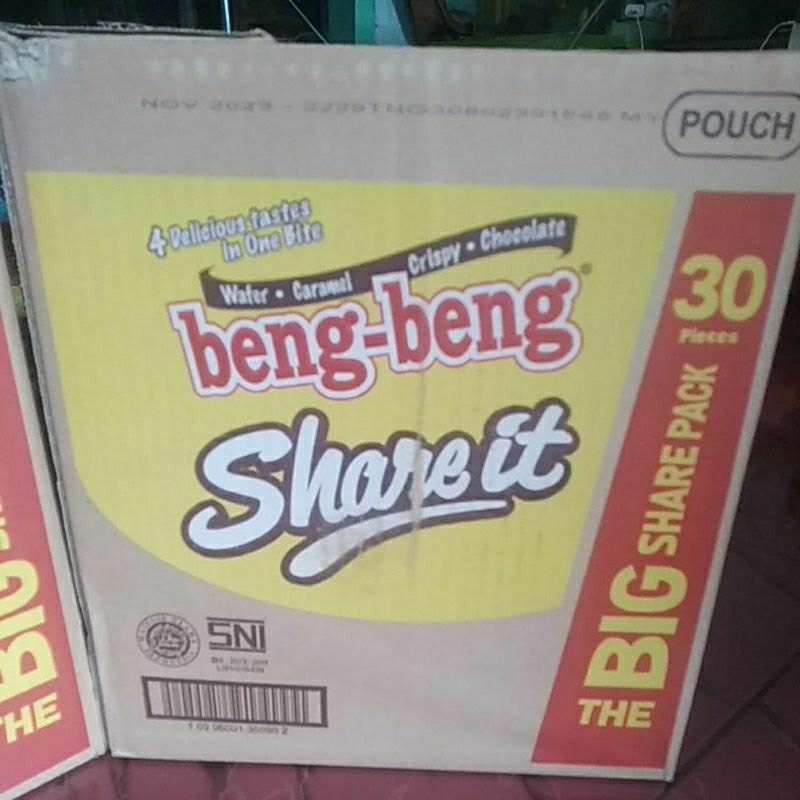 NOV 2023
POUCH
4 Delicious tastes
in One Bite
Wafer • Caramel
Crispy • Chocolate
beng-beng®
Share it
30
Pieces
THE BIG SHARE PACK
SNI
BIG
THE